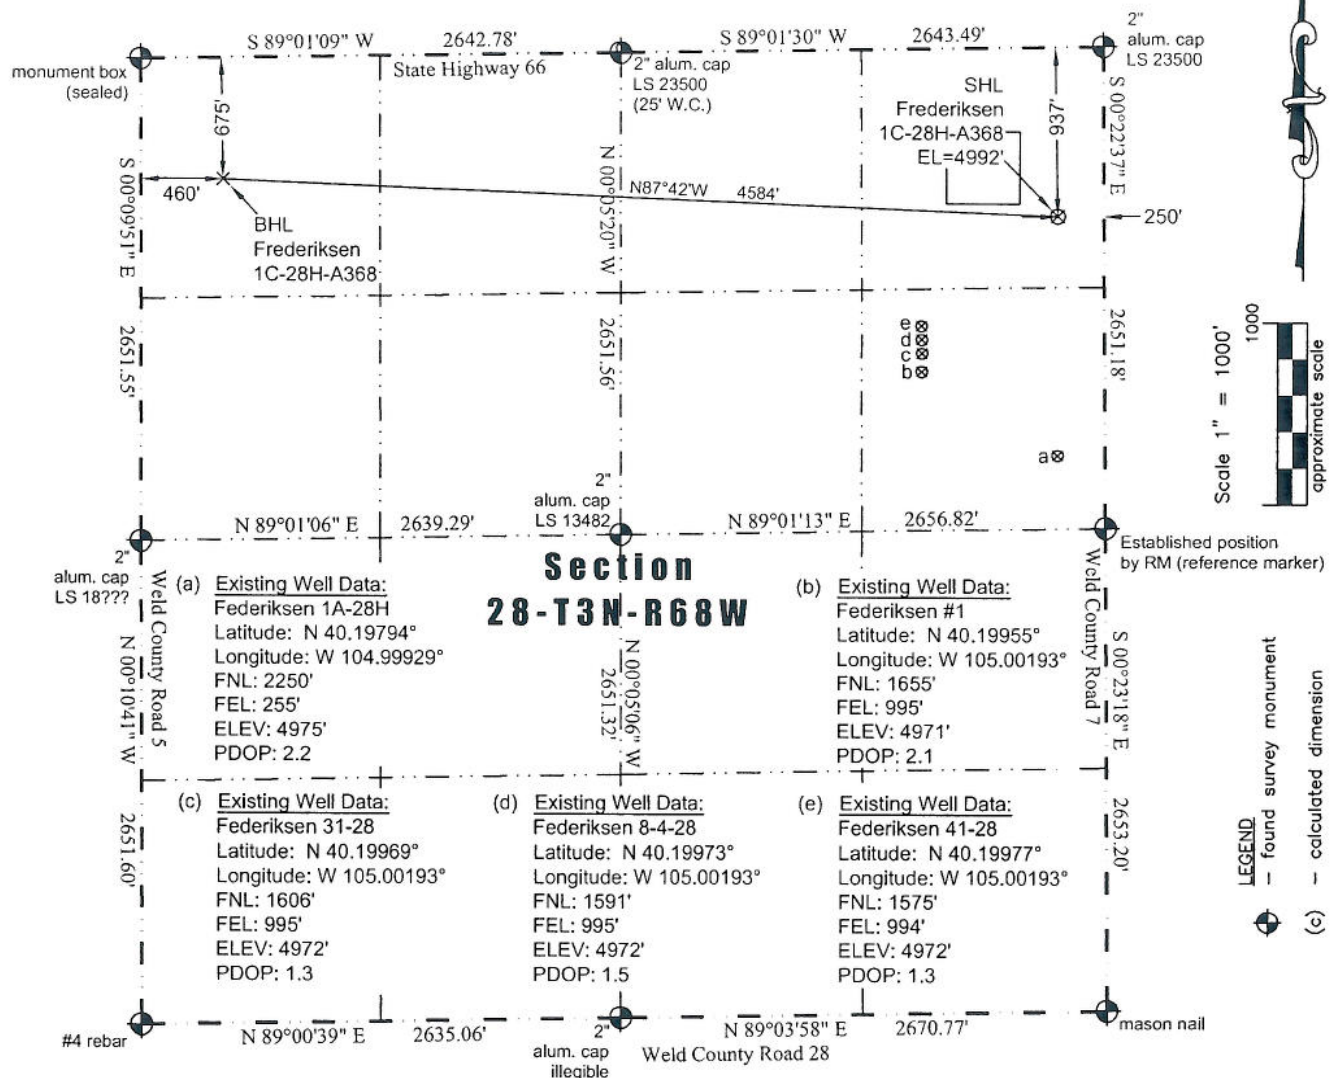 S 89°01'09" W 2642.78' S 89°01'30" W 2643.49'
2"
alum. cap
LS 23500
monument box
(sealed)
State Highway 66
2" alum. cap
LS 23500
(25' W.C.)
675'
460'
BHL
Frederiksen
1C-28H-A368
N87°42'W 4584'
SHL
Frederiksen
1C-28H-A368
EL=4992'
937'
250'
S 00°09'51" E 2651.55'
N 00°05'20" W 2651.56'
S 00°22'37" E 2651.18'
e
d
c
b
a
Scale 1" = 1000'
1000
approximate scale
N 89°01'06" E 2639.29'
2"
alum. cap
LS 13482
N 89°01'13" E 2656.82'
2"
alum. cap
LS 18???
Established position
by RM (reference marker)
Section
28-T3N-R68W
Weld County Road 5
N 00°10'41" W 2651.60'
N 00°05'06" W
2651.32'
Weld County Road 7
S 00°23'18" E 2653.20'
(a) Existing Well Data:
Federiksen 1A-28H
Latitude: N 40.19794°
Longitude: W 104.99929°
FNL: 2250'
FEL: 255'
ELEV: 4975'
PDOP: 2.2
(b) Existing Well Data:
Federiksen #1
Latitude: N 40.19955°
Longitude: W 105.00193°
FNL: 1655'
FEL: 995'
ELEV: 4971'
PDOP: 2.1
(c) Existing Well Data:
Federiksen 31-28
Latitude: N 40.19969°
Longitude: W 105.00193°
FNL: 1606'
FEL: 995'
ELEV: 4972'
PDOP: 1.3
(d) Existing Well Data:
Federiksen 8-4-28
Latitude: N 40.19973°
Longitude: W 105.00193°
FNL: 1591'
FEL: 995'
ELEV: 4972'
PDOP: 1.5
(e) Existing Well Data:
Federiksen 41-28
Latitude: N 40.19977°
Longitude: W 105.00193°
FNL: 1575'
FEL: 994'
ELEV: 4972'
PDOP: 1.3
LEGEND
– found survey monument
(c) – calculated dimension
#4 rebar
N 89°00'39" E 2635.06'
2"
alum. cap
illegible
N 89°03'58" E 2670.77'
Weld County Road 28
mason nail